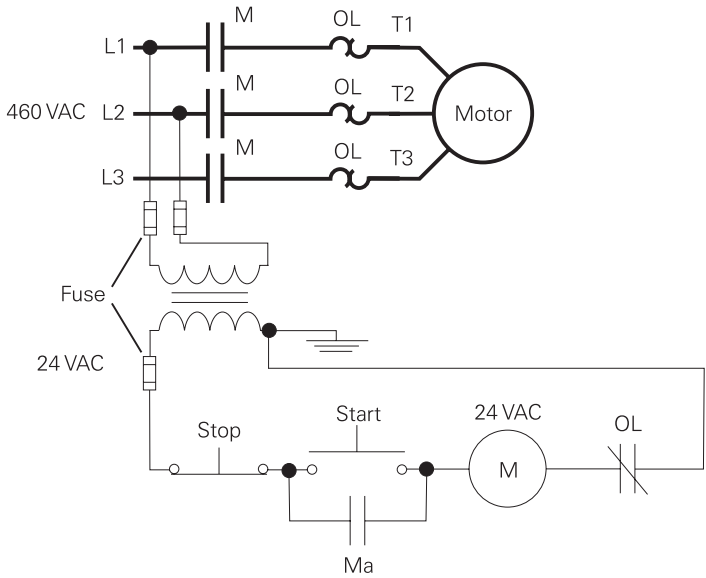 M OL T1
L1
M OL T2
460 VAC L2 Motor
M OL T3
L3
Fuse
24 VAC
Start 24 VAC OL
Stop
M
Ma